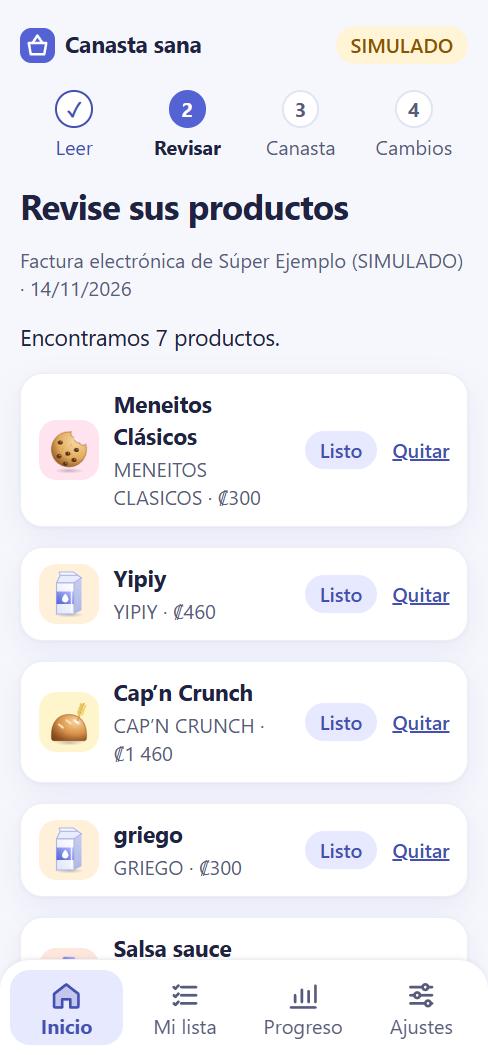 Canasta sana
SIMULADO
✓ 2 3 4
Leer Revisar Canasta Cambios
Revise sus productos
Factura electrónica de Súper Ejemplo (SIMULADO)
· 14/11/2026
Encontramos 7 productos.
Meneitos
Clásicos
MENEITOS
CLASICOS · ₡300
Listo Quitar
Yipiy
YIPIY · ₡460
Listo Quitar
Cap’n Crunch
CAP’N CRUNCH ·
₡1 460
Listo Quitar
griego
GRIEGO · ₡300
Listo Quitar
Salsa sauce
Inicio Mi lista Progreso Ajustes